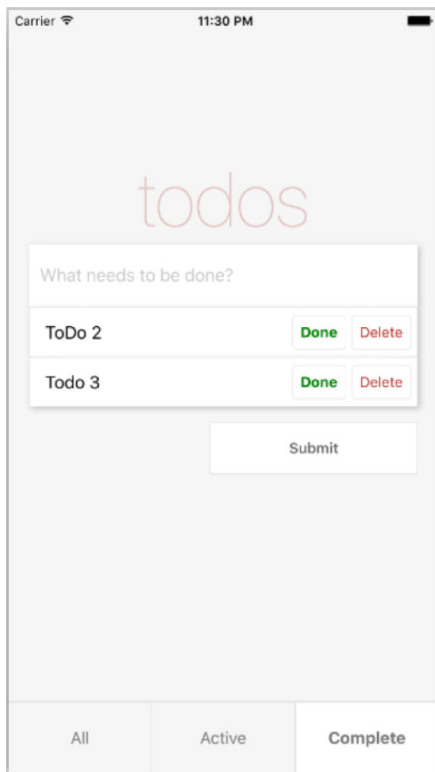 Carrier 11:30 PM
todos
What needs to be done?
ToDo 2 Done Delete
Todo 3 Done Delete
Submit
All Active Complete